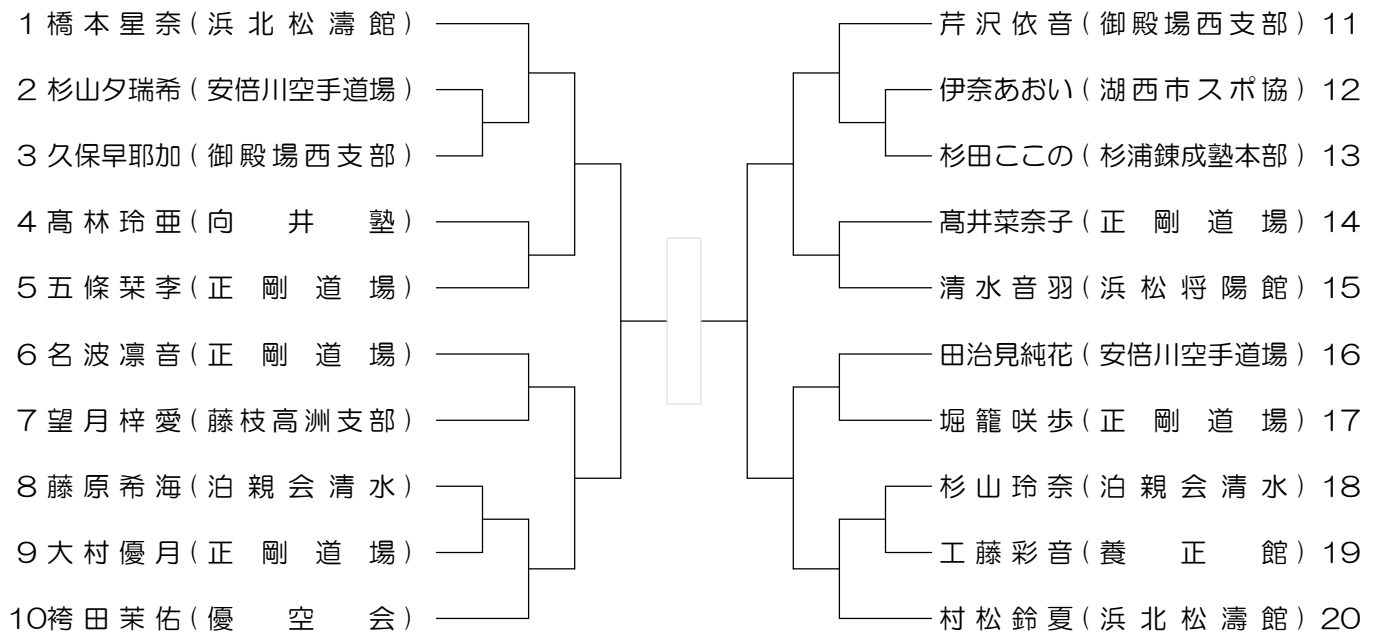 1 橋本星奈(浜北松濤館)
2 杉山夕瑞希(安倍川空手道場)
3 久保早耶加(御殿場西支部)
4 髙林玲亜(向井塾)
5 五條栞李(正剛道場)
6 名波凛音(正剛道場)
7 望月梓愛(藤枝高洲支部)
8 藤原希海(泊親会清水)
9 大村優月(正剛道場)
10 袴田茉佑(優空会)
芹沢依音(御殿場西支部) 11
伊奈あおい(湖西市スポ協) 12
杉田ここの(杉浦錬成塾本部) 13
髙井菜奈子(正剛道場) 14
清水音羽(浜松将陽館) 15
田治見純花(安倍川空手道場) 16
堀籠咲歩(正剛道場) 17
杉山玲奈(泊親会清水) 18
工藤彩音(養正館) 19
村松鈴夏(浜北松濤館) 20